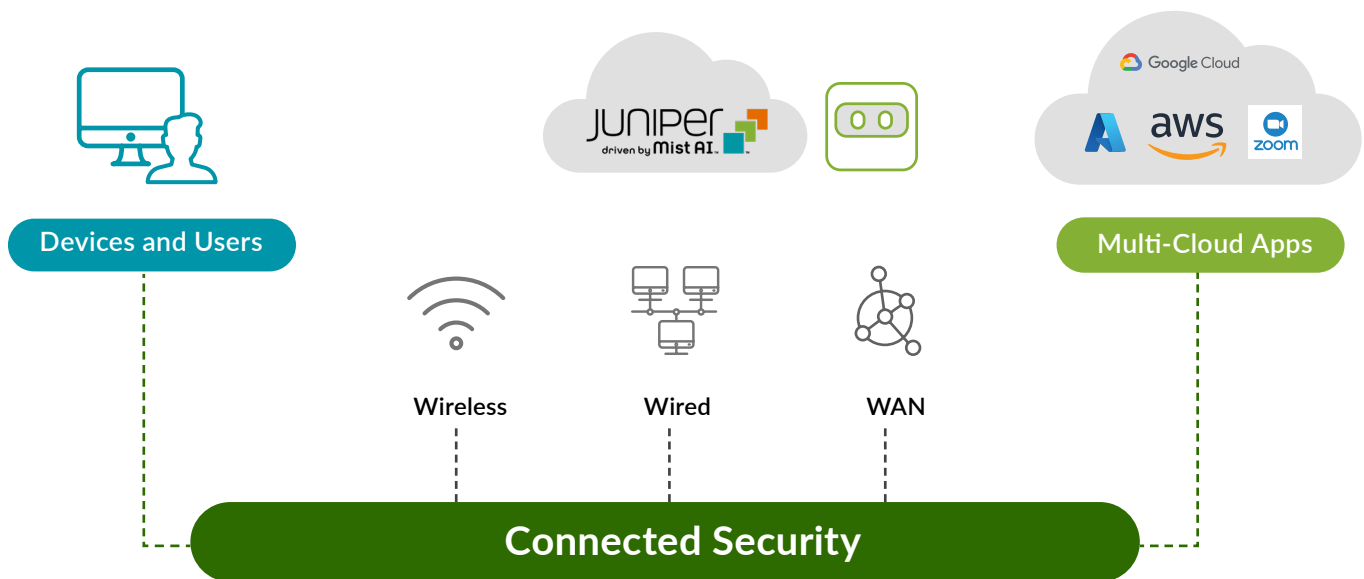 Google Cloud
JUNIPER
driven by Mist AI™
aws
zoom
Devices and Users
Multi-Cloud Apps
Wireless
Wired
WAN
Connected Security